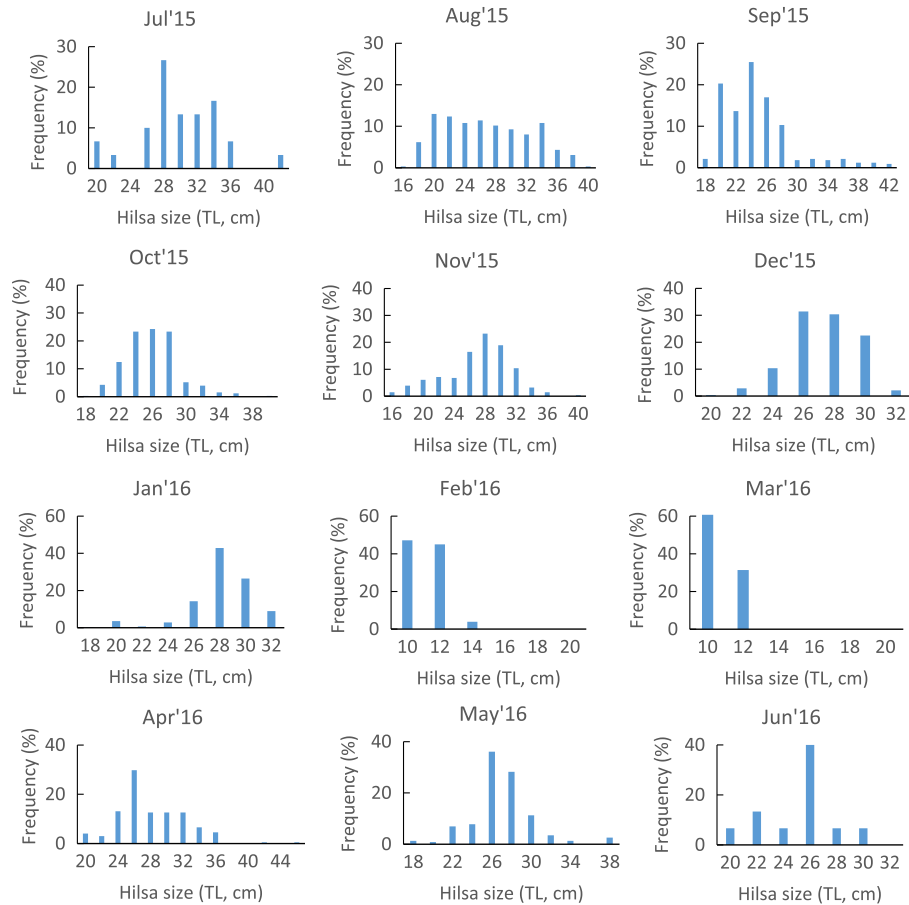 Jul'15
Frequency (%)
30
20
10
0
20 24 28 32 36 40
Hilsa size (TL, cm)
Aug'15
Frequency (%)
30
20
10
0
16 20 24 28 32 36 40
Hilsa size (TL, cm)
Sep'15
Frequency (%)
30
20
10
0
18 22 26 30 34 38 42
Hilsa size (TL, cm)
Oct'15
Frequency (%)
40
30
20
10
0
18 22 26 30 34 38
Hilsa size (TL, cm)
Nov'15
Frequency (%)
40
30
20
10
0
16 20 24 28 32 36 40
Hilsa size (TL, cm)
Dec'15
Frequency (%)
40
30
20
10
0
20 22 24 26 28 30 32
Hilsa size (TL, cm)
Jan'16
Frequency (%)
60
40
20
0
18 20 22 24 26 28 30 32
Hilsa size (TL, cm)
Feb'16
Frequency (%)
60
40
20
0
10 12 14 16 18 20
Hilsa size (TL, cm)
Mar'16
Frequency (%)
60
40
20
0
10 12 14 16 18 20
Hilsa size (TL, cm)
Apr'16
Frequency (%)
40
20
0
20 24 28 32 36 40 44
Hilsa size (TL, cm)
May'16
Frequency (%)
40
20
0
18 22 26 30 34 38
Hilsa size (TL, cm)
Jun'16
Frequency (%)
40
20
0
20 22 24 26 28 30 32
Hilsa size (TL, cm)